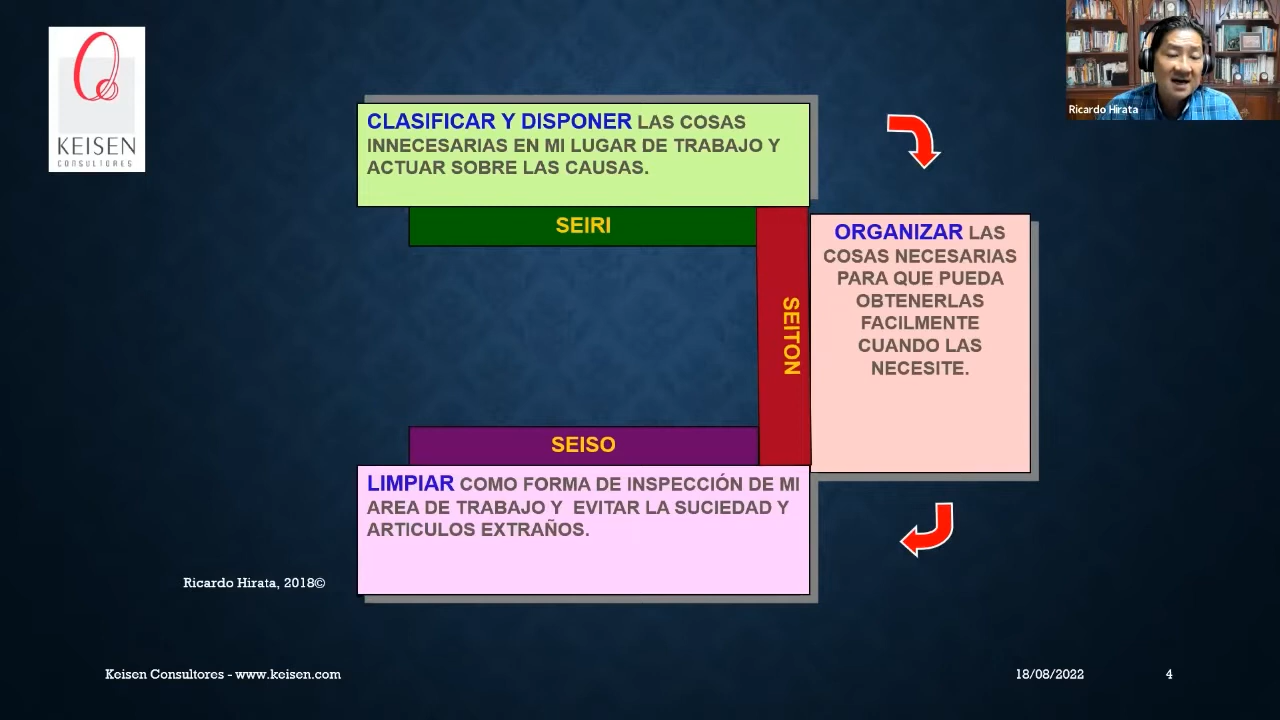 KEISEN
CONSULTORES
Ricardo Hirata
CLASIFICAR Y DISPONER LAS COSAS
INNECESARIAS EN MI LUGAR DE TRABAJO Y
ACTUAR SOBRE LAS CAUSAS.
SEIRI
ORGANIZAR LAS
COSAS NECESARIAS
PARA QUE PUEDA
OBTENERLAS
FACILMENTE
CUANDO LAS
NECESITE.
SEITON
SEISO
LIMPIAR COMO FORMA DE INSPECCIÓN DE MI
AREA DE TRABAJO Y  EVITAR LA SUCIEDAD Y
ARTICULOS EXTRAÑOS.
Ricardo Hirata, 2018©
Keisen Consultores - www.keisen.com
18/08/2022
4